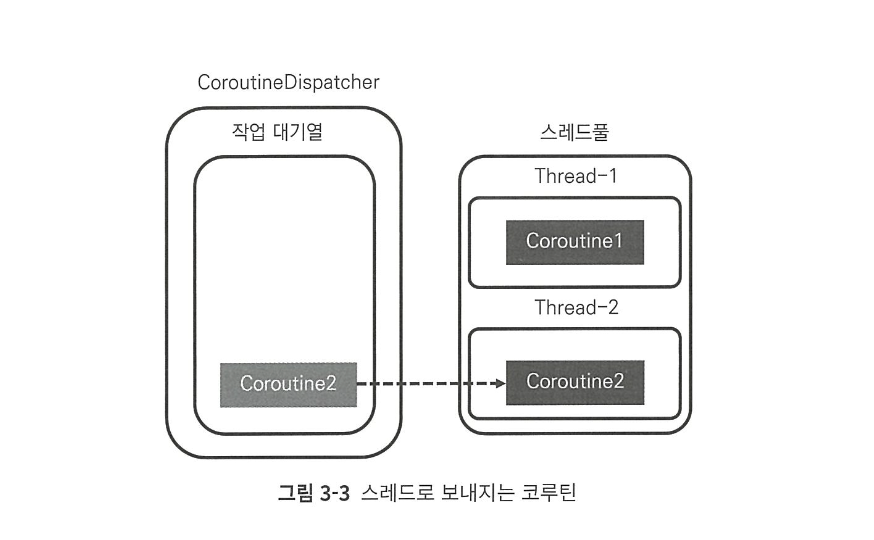 CoroutineDispatcher
작업 대기열
Coroutine2
스레드풀
Thread-1
Coroutine1
Thread-2
Coroutine2
그림 3-3 스레드로 보내지는 코루틴